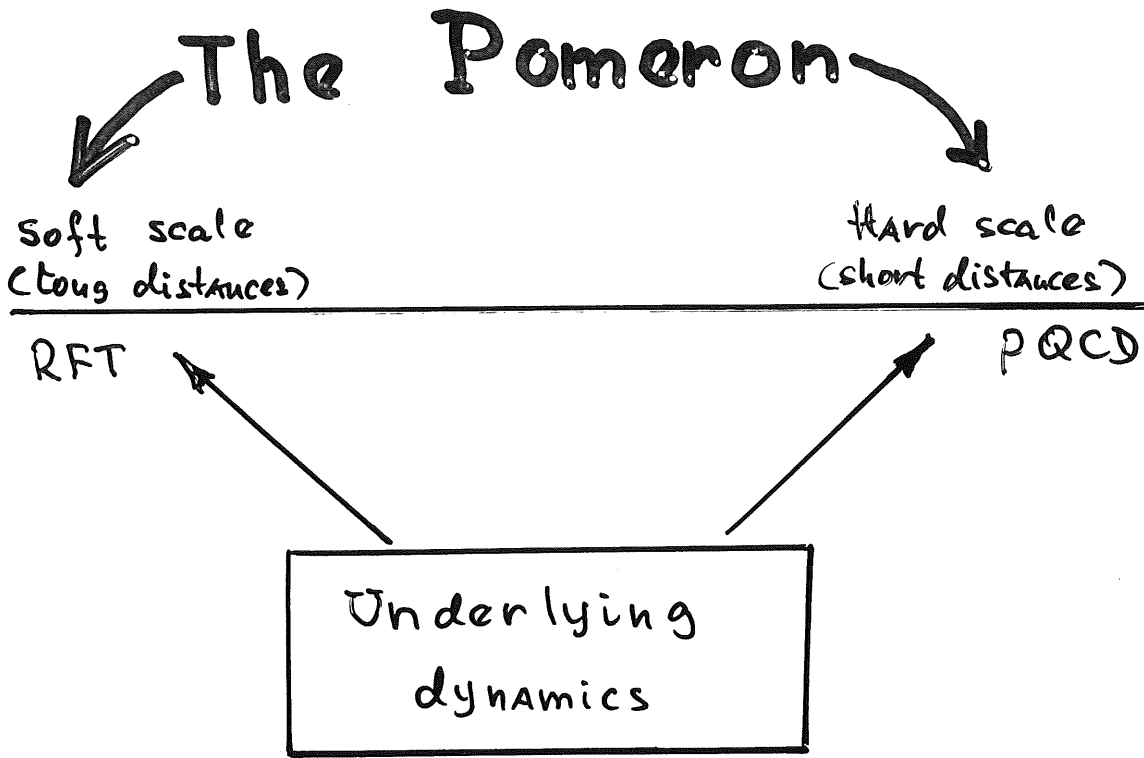 The Pomeron
soft scale
(long distances)
HArd scale
(short distAnces)
RFT
pQCD
Underlying
dynAmics